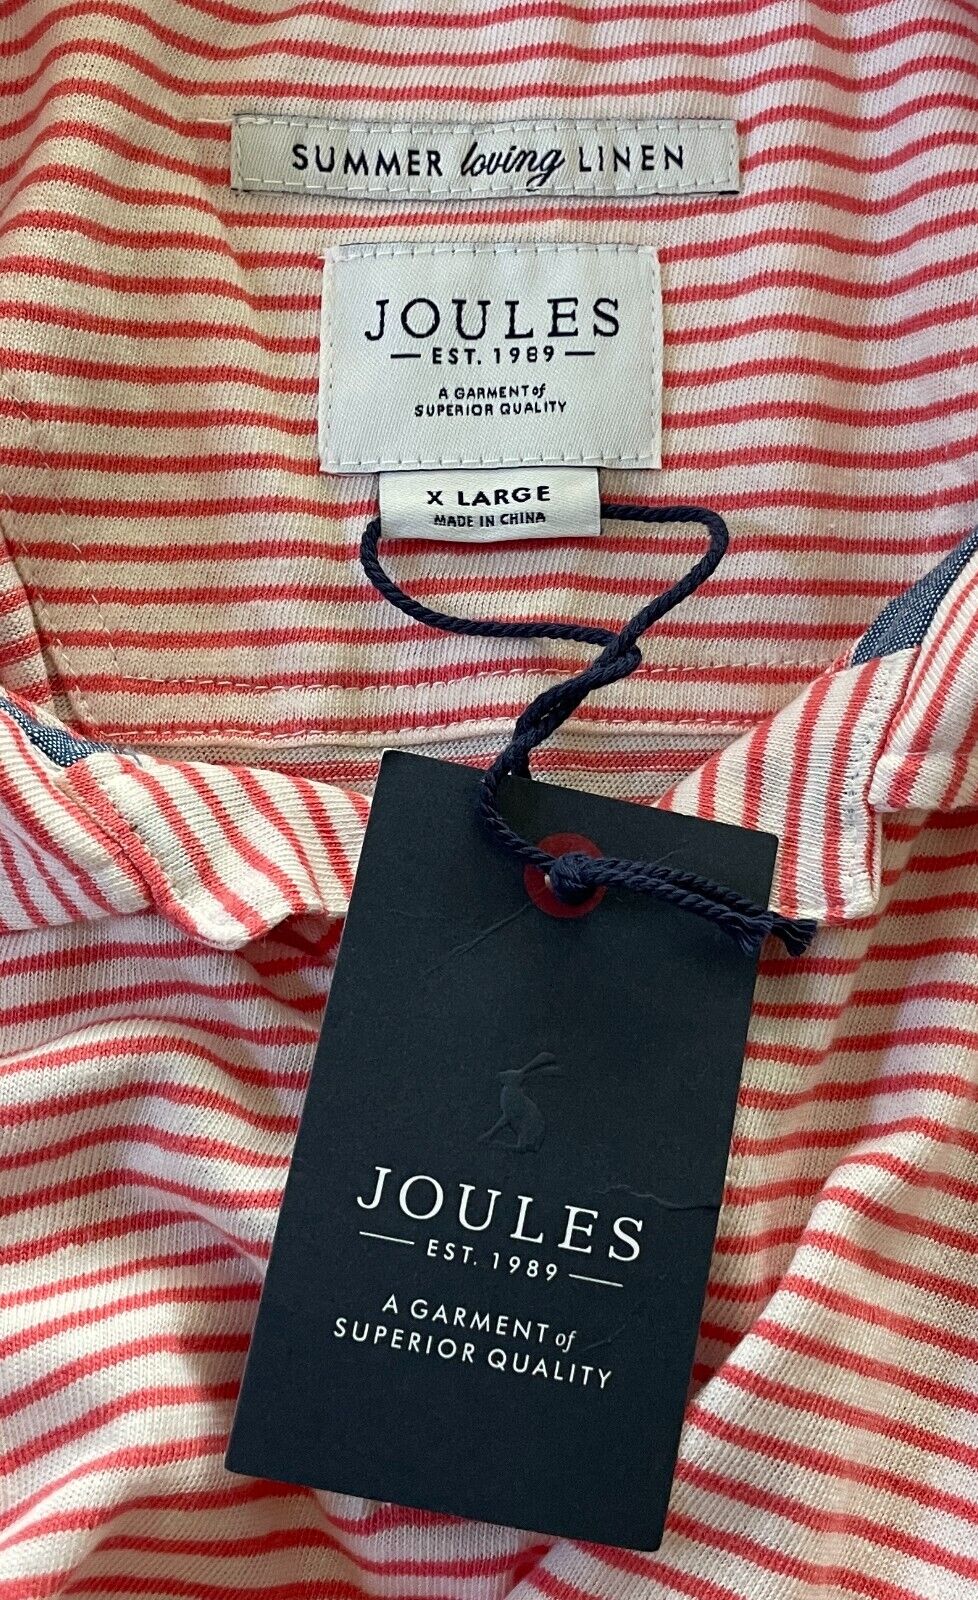 SUMMER loving LINEN
JOULES
EST. 1989
A GARMENT of
SUPERIOR QUALITY
X LARGE
MADE IN CHINA
JOULES
EST. 1989
A GARMENT of
SUPERIOR QUALITY